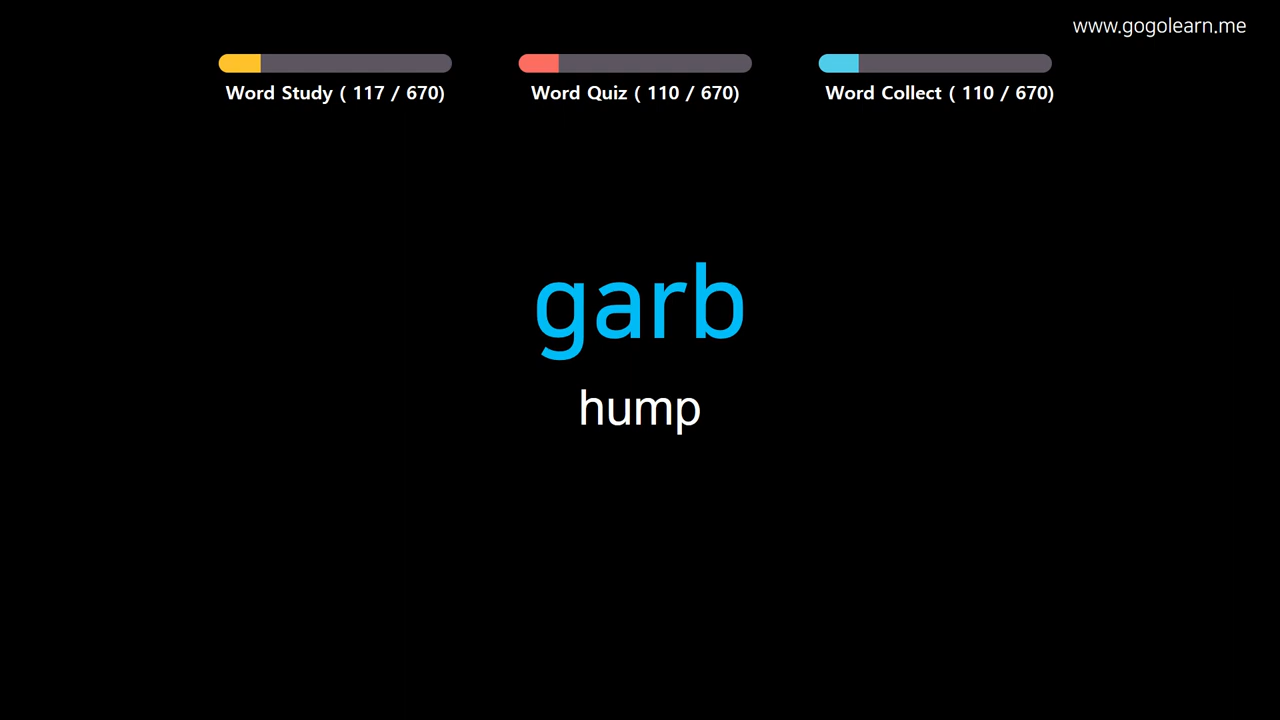 www.gogolearn.me
Word Study ( 117 / 670)
Word Quiz ( 110 / 670)
Word Collect ( 110 / 670)
garb
hump